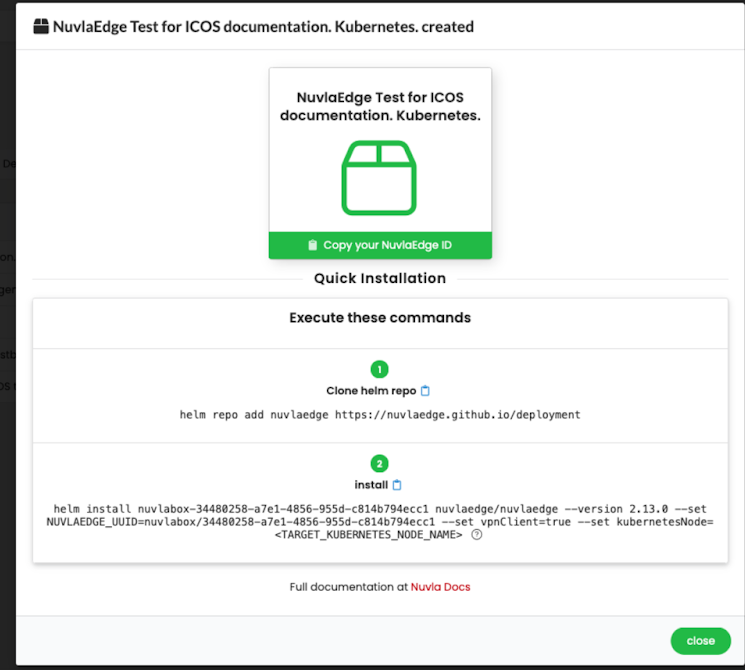 NuvlaEdge Test for ICOS documentation. Kubernetes. created
NuvlaEdge Test for ICOS
documentation. Kubernetes.
Copy your NuvlaEdge ID
Quick Installation
Execute these commands
1
Clone helm repo
helm repo add nuvlaedge https://nuvlaedge.github.io/deployment
2
install
helm install nuvlabox-34480258-a7e1-4856-955d-c814b794ecc1 nuvlaedge/nuvlaedge --version 2.13.0 --set
NUVLAEDGE_UUID=nuvlabox/34480258-a7e1-4856-955d-c814b794ecc1 --set vpnClient=true --set kubernetesNode=
<TARGET_KUBERNETES_NODE_NAME> ?
Full documentation at Nuvla Docs
close